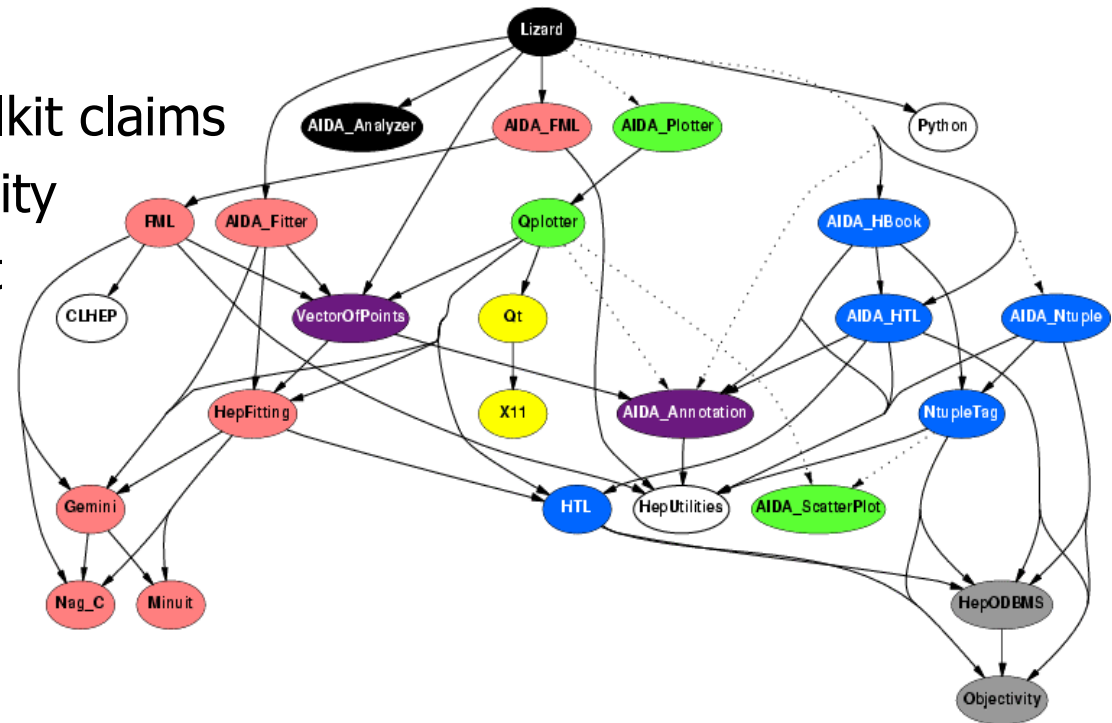 Lizard
lkit claims
AIDA_Analyzer
AIDA_FML
AIDA_Plotter
Python
ity
FML
AIDA_Fitter
Qplotter
AIDA_HBook
t
CLHEP
VectorOfPoints
Qt
AIDA_HTL
AIDA_Ntuple
HepFitting
X11
AIDA_Annotation
NtupleTag
Gemini
HTL
HepUtilities
AIDA_ScatterPlot
Nag_C
Minuit
HepODBMS
Objectivity